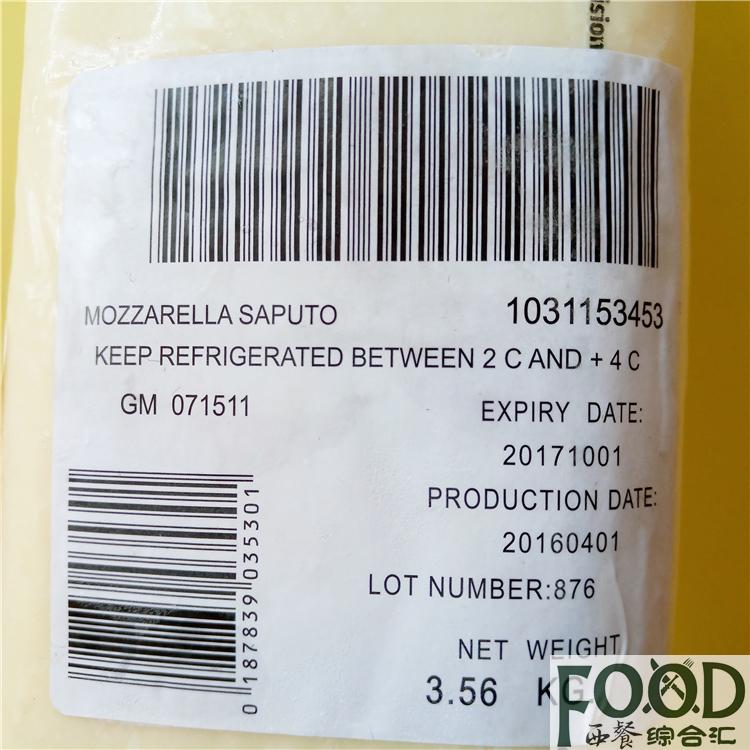 ision
MOZZARELLA SAPUTO 1031153453
KEEP REFRIGERATED BETWEEN 2 C AND + 4 C
GM 071511
EXPIRY DATE:
20171001
PRODUCTION DATE:
20160401
LOT NUMBER:876
NET WEIGHT
3.56 KG
0 187839 035301
FOOD
西餐综合汇